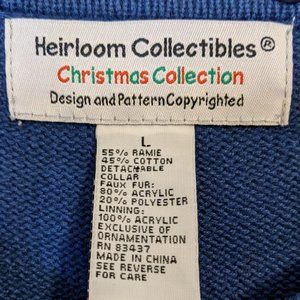 Heirloom Collectibles®
Christmas Collection
Design and Pattern Copyrighted
L
55% RAMIE
45% COTTON
DETACHABLE
COLLAR
FAUX FUR:
80% ACRYLIC
20% POLYESTER
LINNING:
100% ACRYLIC
EXCLUSIVE OF
ORNAMENTATION
RN 83437
MADE IN CHINA
SEE REVERSE
FOR CARE